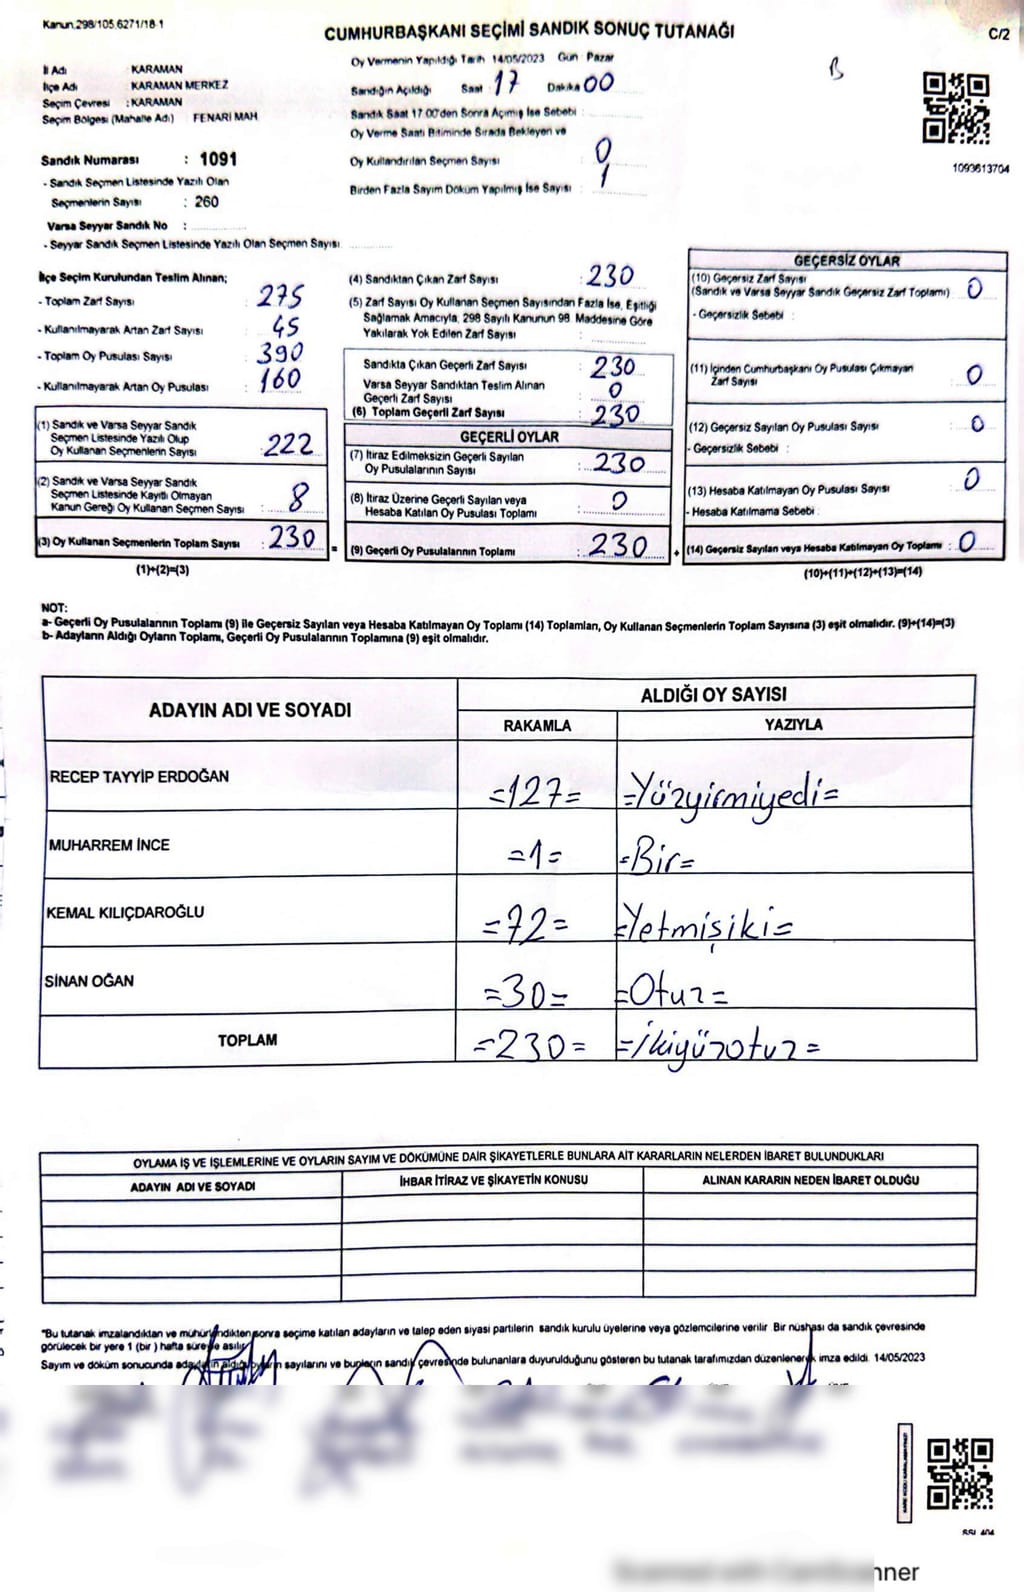 Kanun.298/105.6271/18-1
CUMHURBAŞKANI SEÇİMİ SANDIK SONUÇ TUTANAĞI
C/2
İl Adı KARAMAN
İlçe Adı KARAMAN MERKEZ
Seçim Çevresi : KARAMAN
Seçim Bölgesi (Mahalle Adı) FENARİ MAH
Oy Vermenin Yapıldığı Tarih 14/05/2023 Gün Pazar
Sandığın Açıldığı Saat 17 Dakika 00
Sandık Saat 17:00'den Sonra Açımış İse Sebebi :
Oy Verme Saati Bitiminde Sırada Bekleyen ve
Oy Kullandırılan Seçmen Sayısı : 0
Birden Fazla Sayım Döküm Yapılmış İse Sayısı : 1
B
1093613704
Sandık Numarası : 1091
- Sandık Seçmen Listesinde Yazılı Olan
Seçmenlerin Sayısı : 260
Varsa Seyyar Sandık No :
- Seyyar Sandık Seçmen Listesinde Yazılı Olan Seçmen Sayısı
İlçe Seçim Kurulundan Teslim Alınan;
- Toplam Zarf Sayısı : 275
- Kullanılmayarak Artan Zarf Sayısı : 45
- Toplam Oy Pusulası Sayısı : 390
- Kullanılmayarak Artan Oy Pusulası : 160
(1) Sandık ve Varsa Seyyar Sandık
Seçmen Listesinde Yazılı Olup
Oy Kullanan Seçmenlerin Sayısı : 222
(2) Sandık ve Varsa Seyyar Sandık
Seçmen Listesinde Kayıtlı Olmayan
Kanun Gereği Oy Kullanan Seçmen Sayısı : 8
(3) Oy Kullanan Seçmenlerin Toplam Sayısı : 230 =
(1)+(2)=(3)
(4) Sandıktan Çıkan Zarf Sayısı : 230
(5) Zarf Sayısı Oy Kullanan Seçmen Sayısından Fazla İse, Eşitliği
Sağlamak Amacıyla, 298 Sayılı Kanunun 98. Maddesine Göre
Yakılarak Yok Edilen Zarf Sayısı :
Sandıkta Çıkan Geçerli Zarf Sayısı : 230
Varsa Seyyar Sandıktan Teslim Alınan
Geçerli Zarf Sayısı : 0
(6) Toplam Geçerli Zarf Sayısı : 230
GEÇERLİ OYLAR
(7) İtiraz Edilmeksizin Geçerli Sayılan
Oy Pusulalarının Sayısı : 230
(8) İtiraz Üzerine Geçerli Sayılan veya
Hesaba Katılan Oy Pusulası Toplamı : 0
(9) Geçerli Oy Pusulalarının Toplamı : 230 +
GEÇERSİZ OYLAR
(10) Geçersiz Zarf Sayısı
(Sandık ve Varsa Seyyar Sandık Geçersiz Zarf Toplamı) : 0
- Geçersizlik Sebebi :
(11) İçinden Cumhurbaşkanı Oy Pusulası Çıkmayan
Zarf Sayısı : 0
(12) Geçersiz Sayılan Oy Pusulası Sayısı : 0
- Geçersizlik Sebebi :
(13) Hesaba Katılmayan Oy Pusulası Sayısı : 0
- Hesaba Katılmama Sebebi :
(14) Geçersiz Sayılan veya Hesaba Katılmayan Oy Toplamı : 0
(10)+(11)+(12)+(13)=(14)
NOT:
a- Geçerli Oy Pusulalarının Toplamı (9) ile Geçersiz Sayılan veya Hesaba Katılmayan Oy Toplamı (14) Toplamları, Oy Kullanan Seçmenlerin Toplam Sayısına (3) eşit olmalıdır. (9)+(14)=(3)
b- Adayların Aldığı Oyların Toplamı, Geçerli Oy Pusulalarının Toplamına (9) eşit olmalıdır.
ADAYIN ADI VE SOYADI
ALDIĞI OY SAYISI
RAKAMLA YAZIYLA
RECEP TAYYİP ERDOĞAN =127= =Yüzyirmiyedi=
MUHARREM İNCE =1= =Bir=
KEMAL KILIÇDAROĞLU =72= =Yetmişiki=
SİNAN OĞAN =30= =Otuz=
TOPLAM =230= =İkiyüzotuz=
OYLAMA İŞ VE İŞLEMLERİNE VE OYLARIN SAYIM VE DÖKÜMÜNE DAİR ŞİKAYETLERLE BUNLARA AİT KARARLARIN NELERDEN İBARET BULUNDUKLARI
ADAYIN ADI VE SOYADI İHBAR İTİRAZ VE ŞİKAYETİN KONUSU ALINAN KARARIN NEDEN İBARET OLDUĞU
*Bu tutanak imzalandıktan ve mühürlendikten sonra seçime katılan adayların ve talep eden siyasi partilerin sandık kurulu üyelerine veya gözlemcilerine verilir. Bir nüshası da sandık çevresinde
görülecek bir yere 1 (bir ) hafta süreyle asılır
Sayım ve döküm sonucunda adayların aldığı oyların sayılarını ve bunların sandık çevresinde bulunanlara duyurulduğunu gösteren bu tutanak tarafımızdan düzenlenerek imza edildi. 14/05/2023